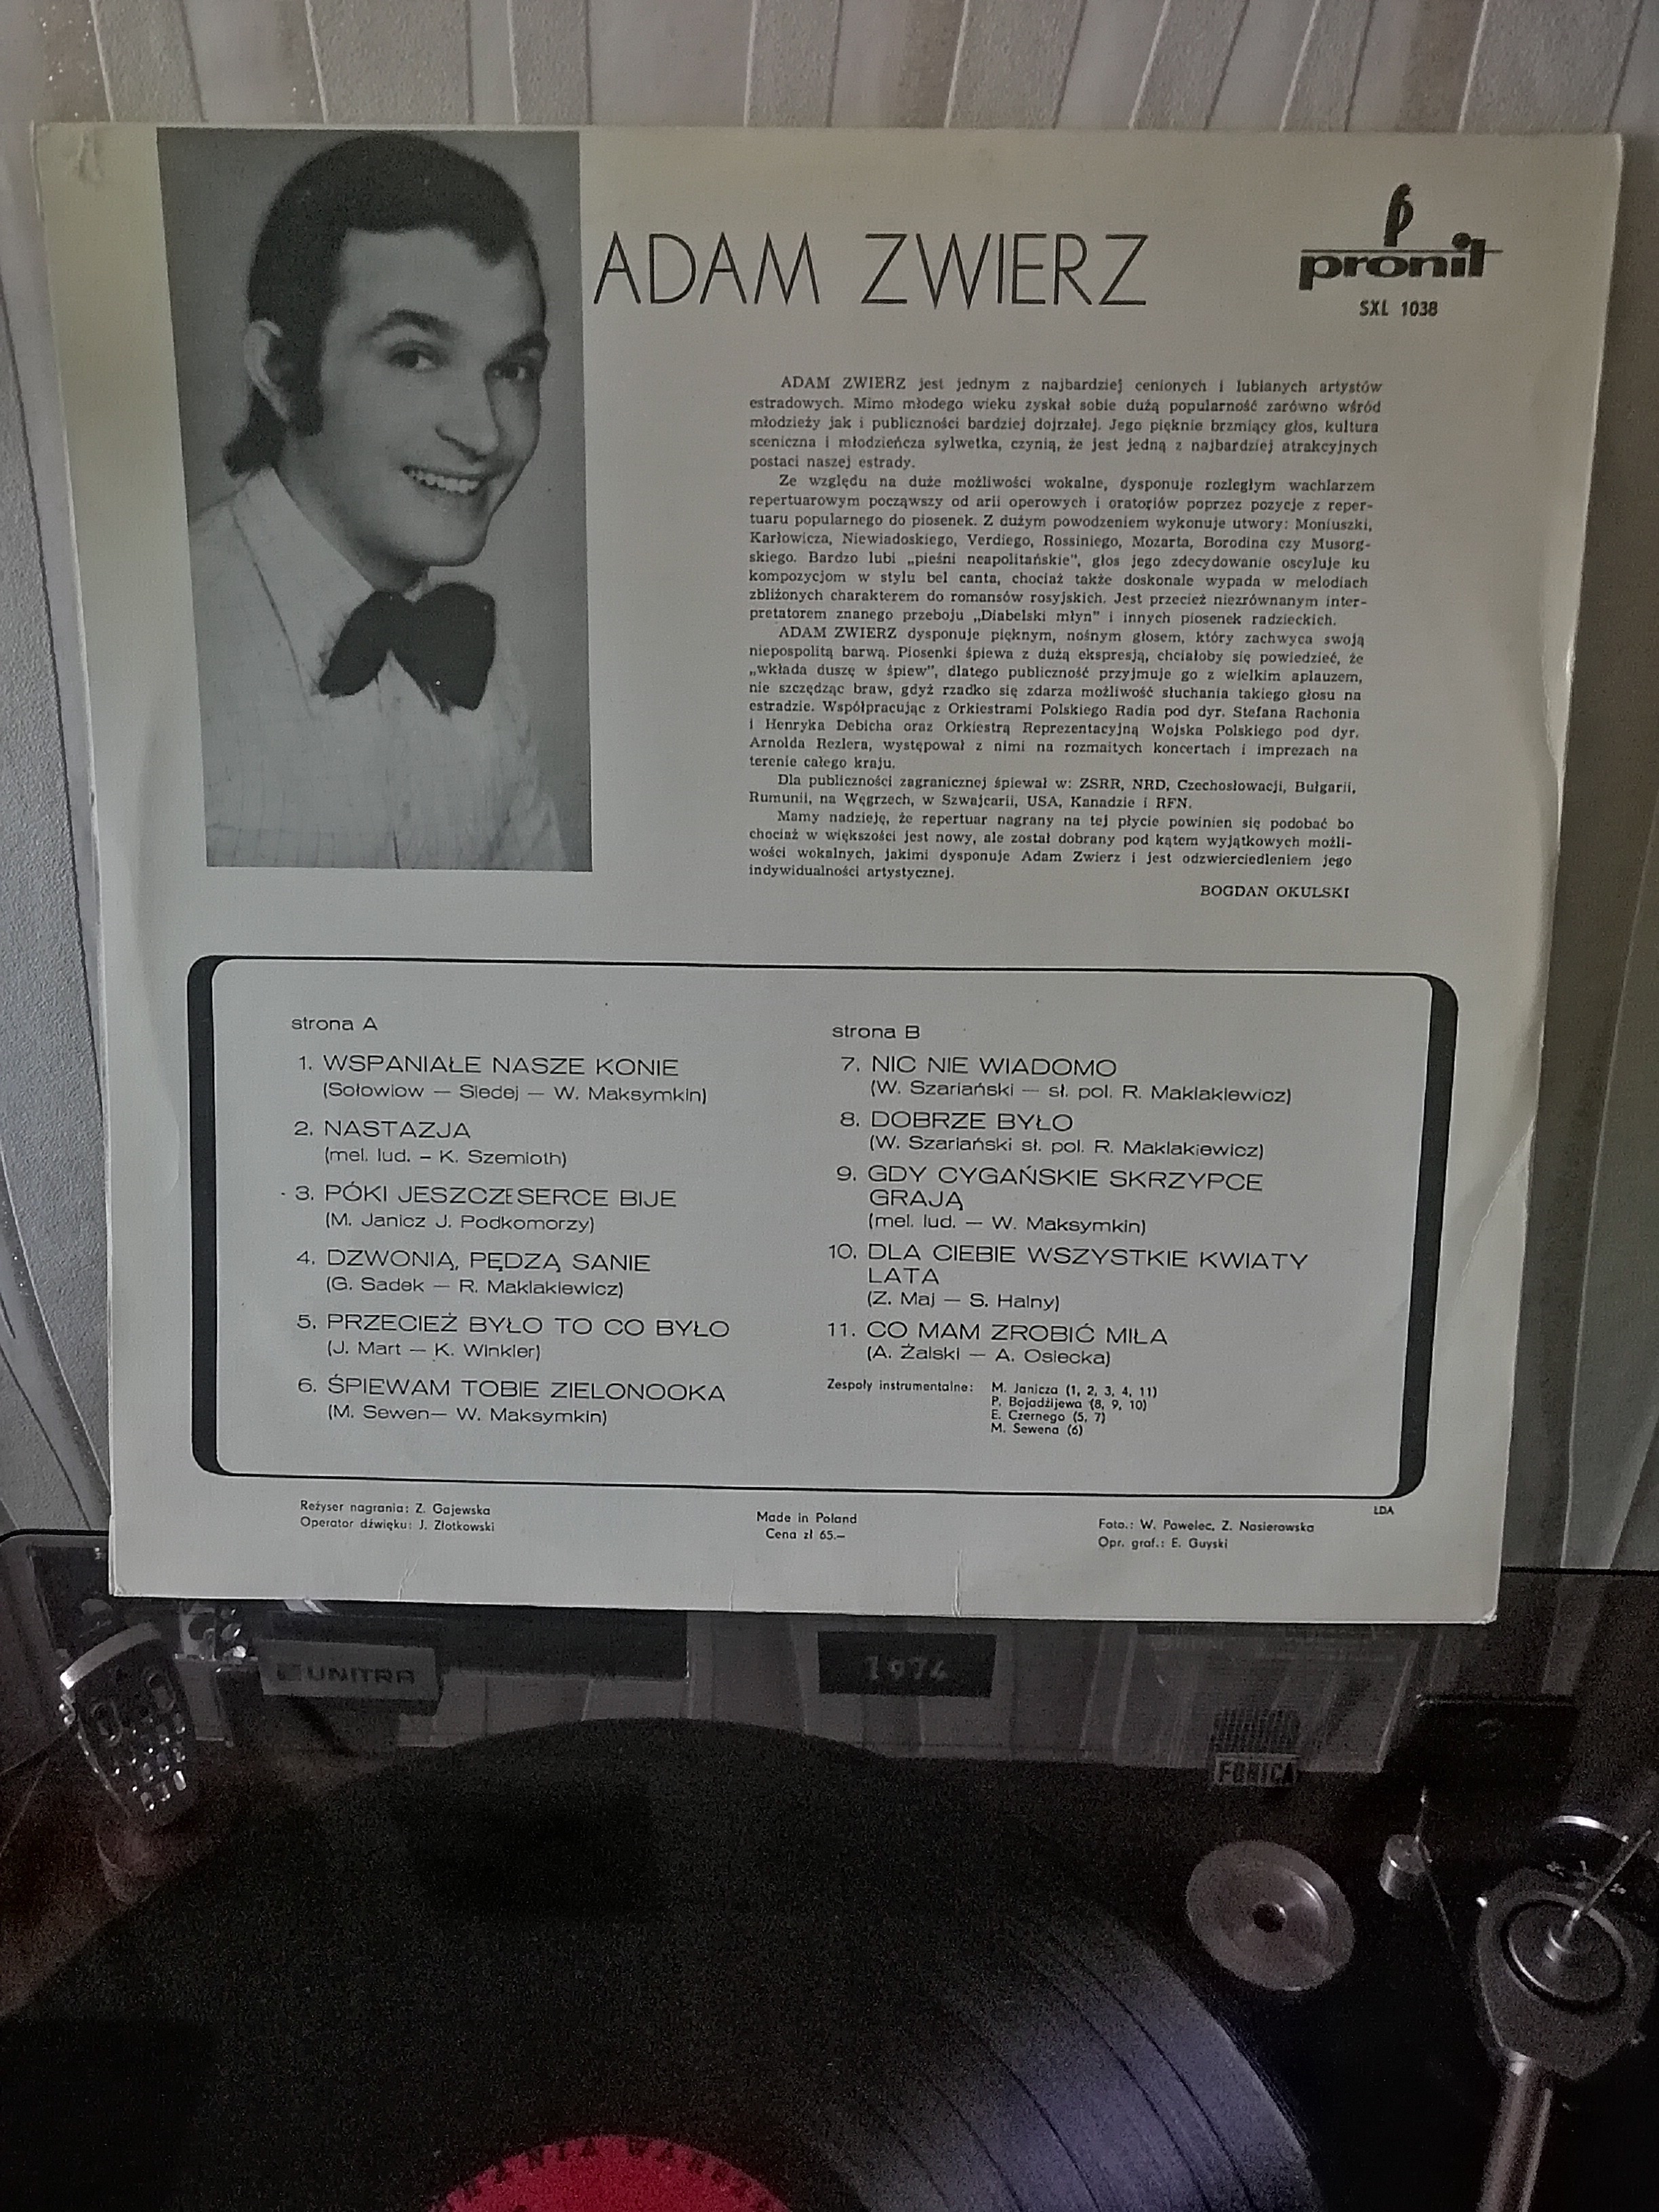 ADAM ZWIERZ
pronit
SXL 1038
ADAM ZWIERZ jest jednym z najbardziej cenionych i lubianych artystów
estradowych. Mimo młodego wieku zyskał sobie dużą popularność zarówno wśród
młodzieży jak i publiczności bardziej dojrzałej. Jego pięknie brzmiący głos, kultura
sceniczna i młodzieńcza sylwetka, czynią, że jest jedną z najbardziej atrakcyjnych
postaci naszej estrady.
Ze względu na duże możliwości wokalne, dysponuje rozległym wachlarzem
repertuarowym począwszy od arii operowych i oratoriów poprzez pozycje z reper-
tuaru popularnego do piosenek. Z dużym powodzeniem wykonuje utwory: Moniuszki,
Karłowicza, Niewiadoskiego, Verdiego, Rossiniego, Mozarta, Borodina czy Musorg-
skiego. Bardzo lubi „pieśni neapolitańskie", głos jego zdecydowanie oscyluje ku
kompozycjom w stylu bel canta, chociaż także doskonale wypada w melodiach
zbliżonych charakterem do romansów rosyjskich. Jest przecież niezrównanym inter-
pretatorem znanego przeboju „Diabelski młyn" i innych piosenek radzieckich.
ADAM ZWIERZ dysponuje pięknym, nośnym głosem, który zachwyca swoją
niepospolitą barwą. Piosenki śpiewa z dużą ekspresją, chciałoby się powiedzieć, że
„wkłada duszę w śpiew", dlatego publiczność przyjmuje go z wielkim aplauzem,
nie szczędząc braw, gdyż rzadko się zdarza możliwość słuchania takiego głosu na
estradzie. Współpracując z Orkiestrami Polskiego Radia pod dyr. Stefana Rachonia
i Henryka Debicha oraz Orkiestrą Reprezentacyjną Wojska Polskiego pod dyr.
Arnolda Rezlera, występował z nimi na rozmaitych koncertach i imprezach na
terenie całego kraju.
Dla publiczności zagranicznej śpiewał w: ZSRR, NRD, Czechosłowacji, Bułgarii,
Rumunii, na Węgrzech, w Szwajcarii, USA, Kanadzie i RFN.
Mamy nadzieję, że repertuar nagrany na tej płycie powinien się podobać bo
chociaż w większości jest nowy, ale został dobrany pod kątem wyjątkowych możli-
wości wokalnych, jakimi dysponuje Adam Zwierz i jest odzwierciedleniem jego
indywidualności artystycznej.
BOGDAN OKULSKI
strona A
1. WSPANIAŁE NASZE KONIE
(Sołowiow — Siedej — W. Maksymkin)
2. NASTAZJA
(mel. lud. – K. Szemioth)
3. PÓKI JESZCZE SERCE BIJE
(M. Janicz J. Podkomorzy)
4. DZWONIĄ, PĘDZĄ SANIE
(G. Sadek — R. Maklakiewicz)
5. PRZECIEŻ BYŁO TO CO BYŁO
(J. Mart — K. Winkler)
6. ŚPIEWAM TOBIE ZIELONOOKA
(M. Sewen— W. Maksymkin)
strona B
7. NIC NIE WIADOMO
(W. Szariański — sł. pol. R. Maklakiewicz)
8. DOBRZE BYŁO
(W. Szariański sł. pol. R. Maklakiewicz)
9. GDY CYGAŃSKIE SKRZYPCE
GRAJĄ
(mel. lud. — W. Maksymkin)
10. DLA CIEBIE WSZYSTKIE KWIATY
LATA
(Z. Maj — S. Halny)
11. CO MAM ZROBIĆ MIŁA
(A. Żalski — A. Osiecka)
Zespoły instrumentalne: M. Janicza (1, 2, 3, 4, 11)
P. Bojadżijewa (8, 9, 10)
E. Czernego (5, 7)
M. Sewena (6)
Reżyser nagrania: Z. Gajewska
Operator dźwięku: J. Złotkowski
Made in Poland
Cena zł 65.—
ŁDA
Foto.: W. Pawelec, Z. Nasierowska
Opr. graf.: E. Guyski
UNITRA
1974
FONICA